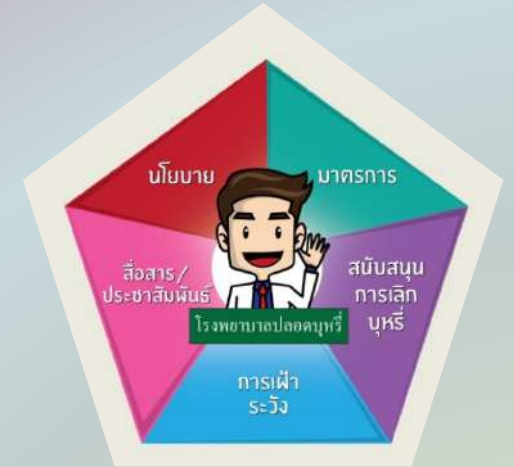 นโยบาย
มาตรการ
สื่อสาร/
ประชาสัมพันธ์
สนับสนุน
การเลิก
บุหรี่
โรงพยาบาลปลอดบุหรี่
การเฝ้า
ระวัง